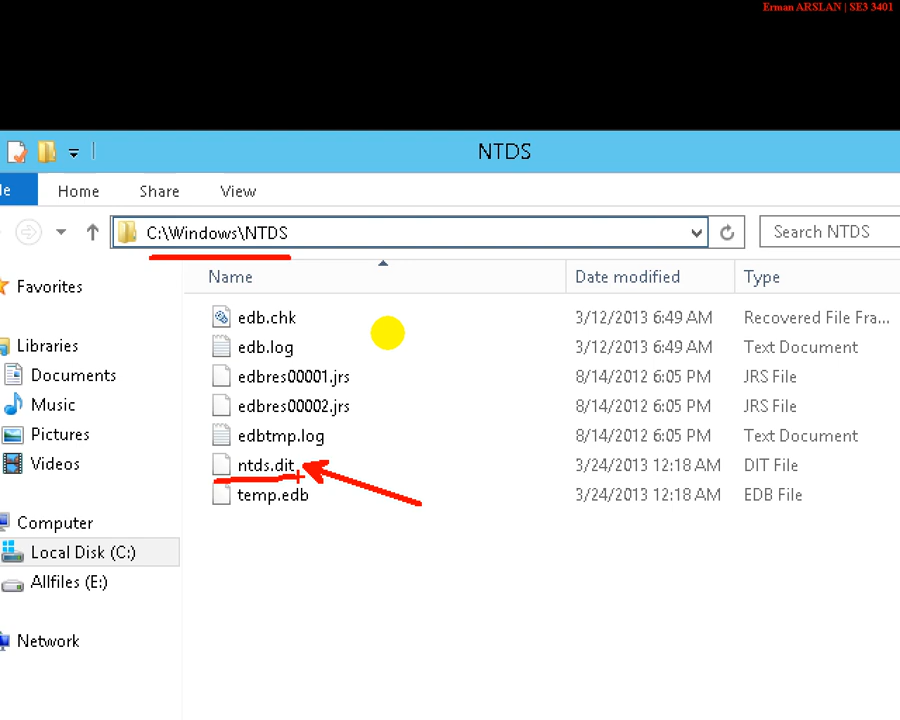 Erman ARSLAN | SE3 3401
NTDS
le Home Share View
C:\Windows\NTDS Search NTDS
Name Date modified Type
Favorites
edb.chk 3/12/2013 6:49 AM Recovered File Fra...
Libraries
edb.log 3/12/2013 6:49 AM Text Document
Documents
edbres00001.jrs 8/14/2012 6:05 PM JRS File
Music
edbres00002.jrs 8/14/2012 6:05 PM JRS File
Pictures
edbtmp.log 8/14/2012 6:05 PM Text Document
Videos
ntds.dit 3/24/2013 12:18 AM DIT File
temp.edb 3/24/2013 12:18 AM EDB File
Computer
Local Disk (C:)
Allfiles (E:)
Network